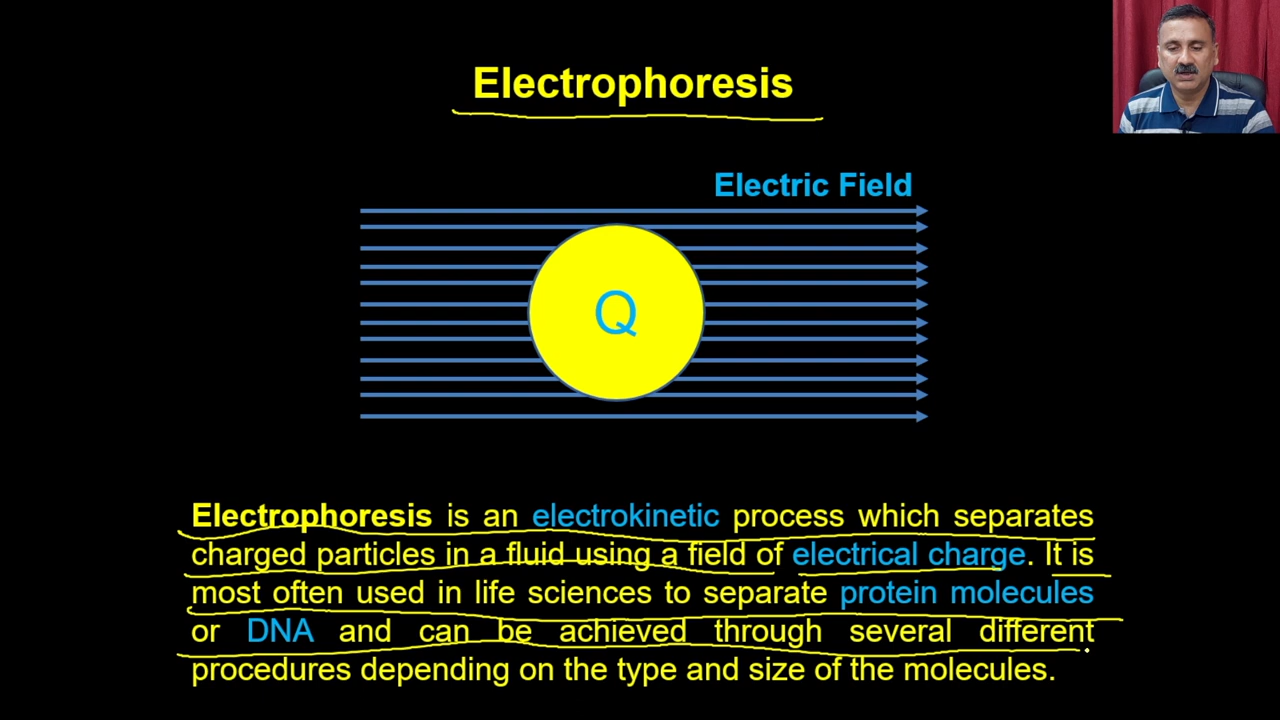 Electrophoresis
Electric Field
Q
Electrophoresis is an electrokinetic process which separates
charged particles in a fluid using a field of electrical charge. It is
most often used in life sciences to separate protein molecules
or DNA and can be achieved through several different
procedures depending on the type and size of the molecules.